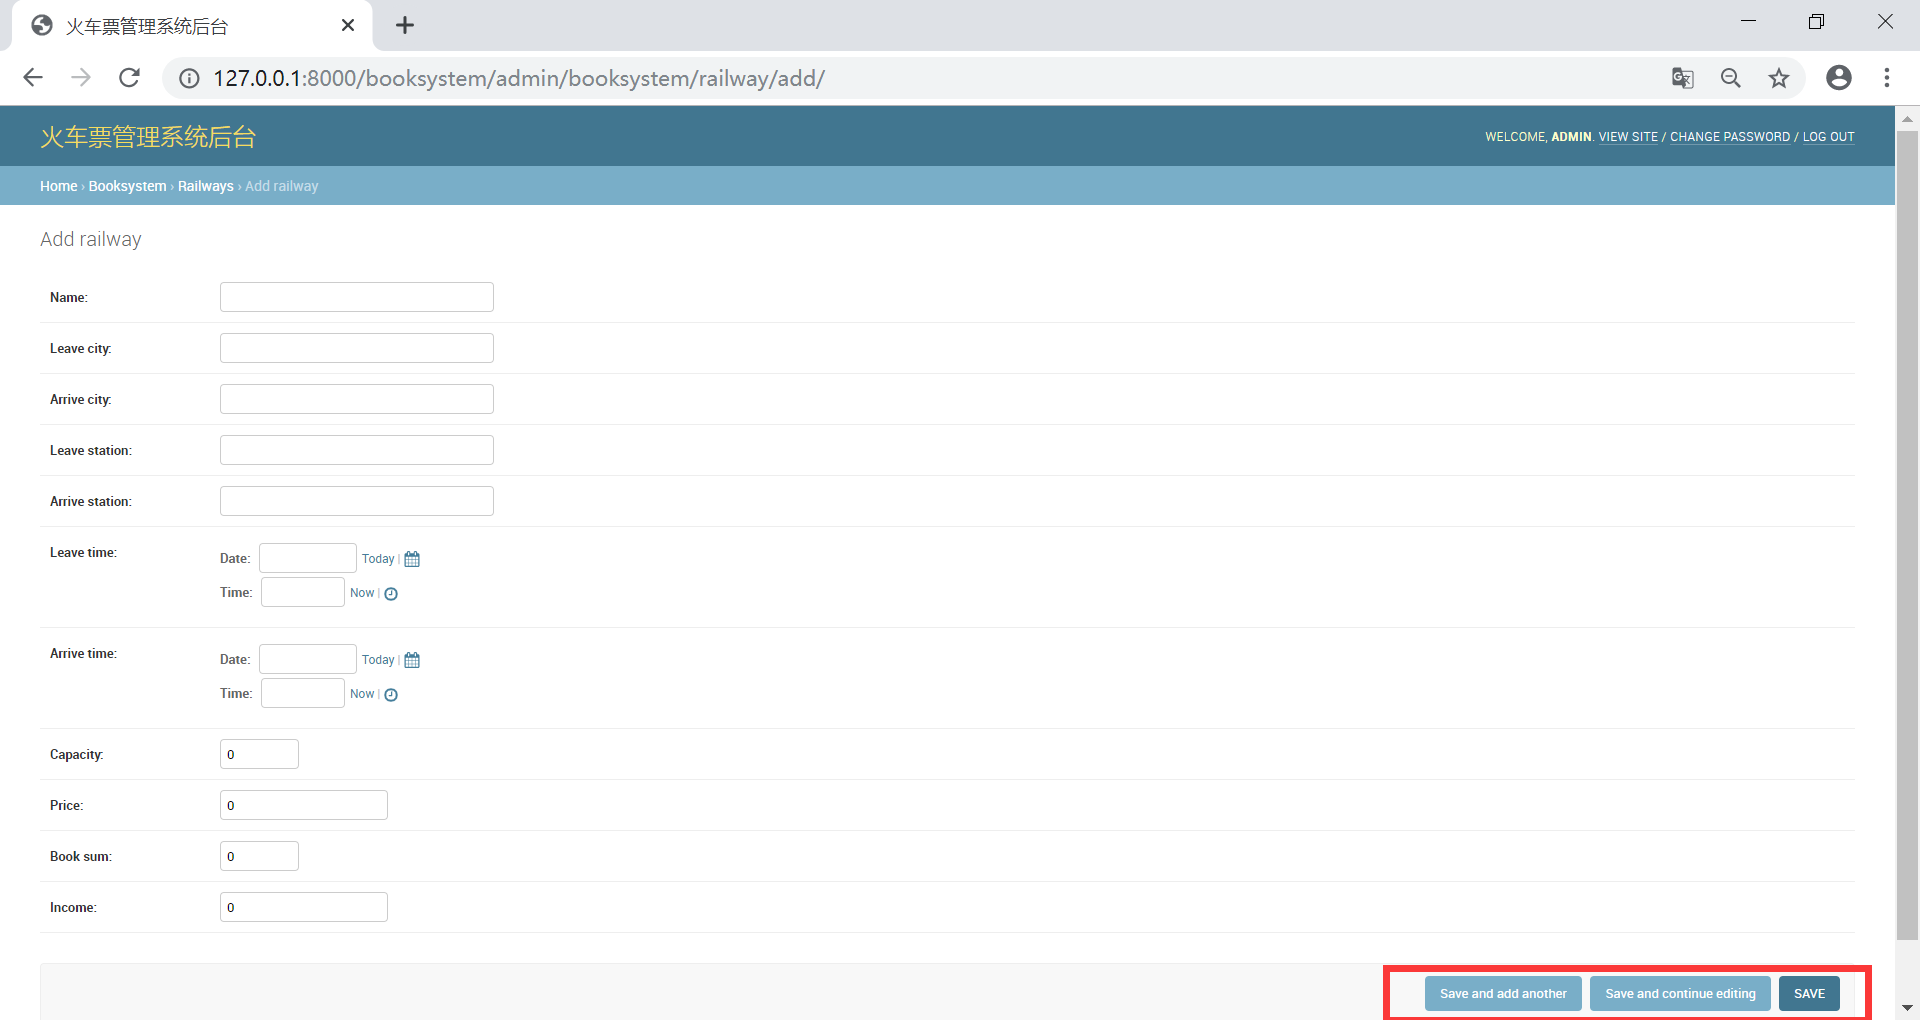 火车票管理系统后台
127.0.0.1:8000/booksystem/admin/booksystem/railway/add/
火车票管理系统后台
WELCOME, ADMIN. VIEW SITE / CHANGE PASSWORD / LOG OUT
Home › Booksystem › Railways › Add railway
Add railway
Name:
Leave city:
Arrive city:
Leave station:
Arrive station:
Leave time:
Date: Today |
Time: Now |
Arrive time:
Date: Today |
Time: Now |
Capacity: 0
Price: 0
Book sum: 0
Income: 0
Save and add another Save and continue editing SAVE